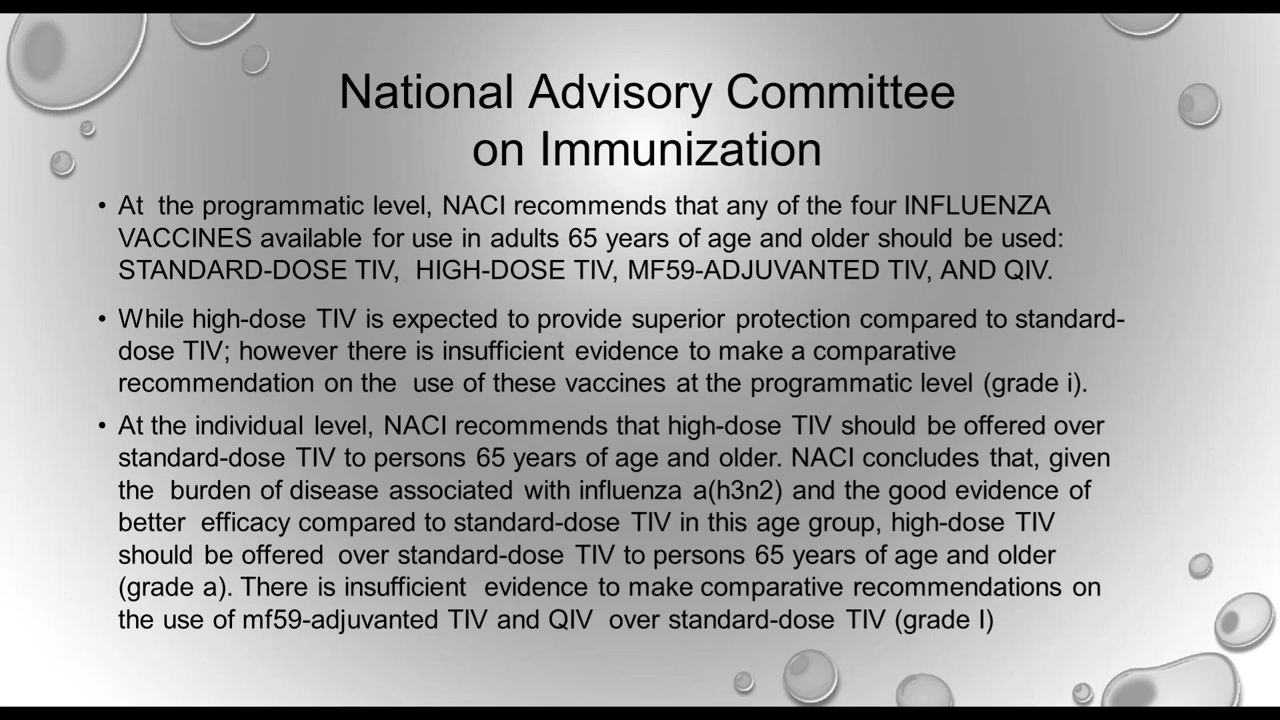 National Advisory Committee
on Immunization
• At the programmatic level, NACI recommends that any of the four INFLUENZA
VACCINES available for use in adults 65 years of age and older should be used:
STANDARD-DOSE TIV, HIGH-DOSE TIV, MF59-ADJUVANTED TIV, AND QIV.
• While high-dose TIV is expected to provide superior protection compared to standard-
dose TIV; however there is insufficient evidence to make a comparative
recommendation on the use of these vaccines at the programmatic level (grade i).
• At the individual level, NACI recommends that high-dose TIV should be offered over
standard-dose TIV to persons 65 years of age and older. NACI concludes that, given
the burden of disease associated with influenza a(h3n2) and the good evidence of
better efficacy compared to standard-dose TIV in this age group, high-dose TIV
should be offered over standard-dose TIV to persons 65 years of age and older
(grade a). There is insufficient evidence to make comparative recommendations on
the use of mf59-adjuvanted TIV and QIV over standard-dose TIV (grade I)